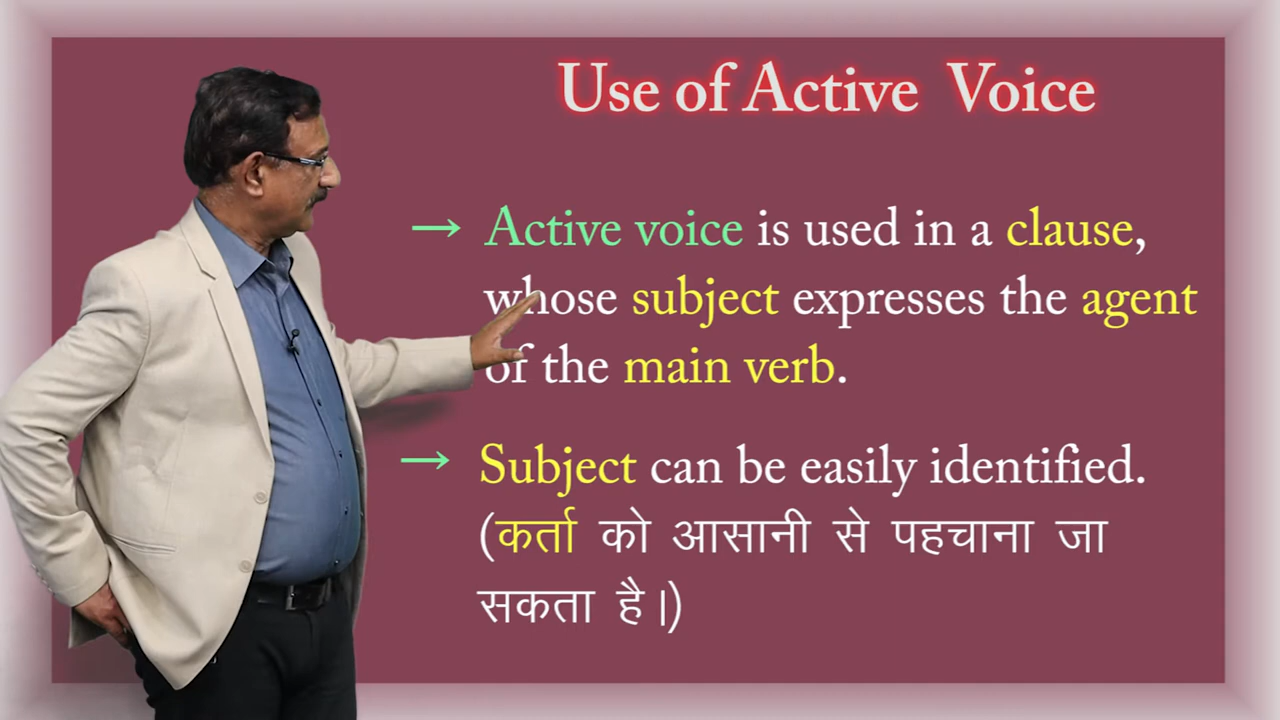 Use of Active Voice
→ Active voice is used in a clause,
whose subject expresses the agent
of the main verb.
→ Subject can be easily identified.
(कर्ता को आसानी से पहचाना जा
सकता है।)